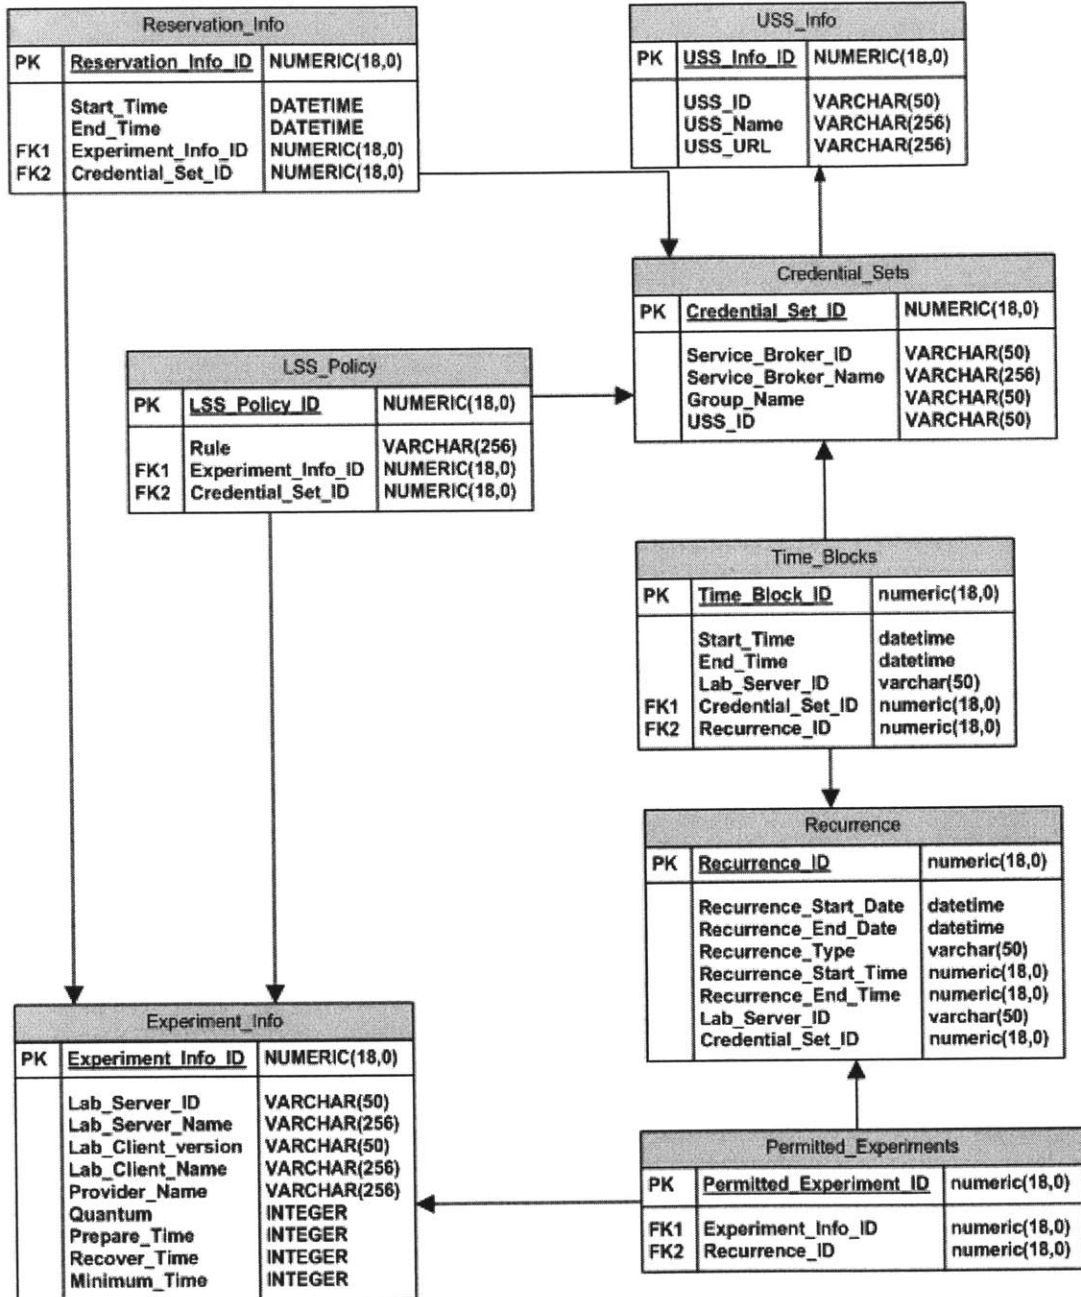 Reservation_Info
PK Reservation_Info_ID NUMERIC(18,0)
Start_Time DATETIME
End_Time DATETIME
FK1 Experiment_Info_ID NUMERIC(18,0)
FK2 Credential_Set_ID NUMERIC(18,0)
USS_Info
PK USS_Info_ID NUMERIC(18,0)
USS_ID VARCHAR(50)
USS_Name VARCHAR(256)
USS_URL VARCHAR(256)
Credential_Sets
PK Credential_Set_ID NUMERIC(18,0)
Service_Broker_ID VARCHAR(50)
Service_Broker_Name VARCHAR(256)
Group_Name VARCHAR(50)
USS_ID VARCHAR(50)
LSS_Policy
PK LSS_Policy_ID NUMERIC(18,0)
Rule VARCHAR(256)
FK1 Experiment_Info_ID NUMERIC(18,0)
FK2 Credential_Set_ID NUMERIC(18,0)
Time_Blocks
PK Time_Block_ID numeric(18,0)
Start_Time datetime
End_Time datetime
Lab_Server_ID varchar(50)
FK1 Credential_Set_ID numeric(18,0)
FK2 Recurrence_ID numeric(18,0)
Recurrence
PK Recurrence_ID numeric(18,0)
Recurrence_Start_Date datetime
Recurrence_End_Date datetime
Recurrence_Type varchar(50)
Recurrence_Start_Time numeric(18,0)
Recurrence_End_Time numeric(18,0)
Lab_Server_ID varchar(50)
Credential_Set_ID numeric(18,0)
Experiment_Info
PK Experiment_Info_ID NUMERIC(18,0)
Lab_Server_ID VARCHAR(50)
Lab_Server_Name VARCHAR(256)
Lab_Client_version VARCHAR(50)
Lab_Client_Name VARCHAR(256)
Provider_Name VARCHAR(256)
Quantum INTEGER
Prepare_Time INTEGER
Recover_Time INTEGER
Minimum_Time INTEGER
Permitted_Experiments
PK Permitted_Experiment_ID numeric(18,0)
FK1 Experiment_Info_ID numeric(18,0)
FK2 Recurrence_ID numeric(18,0)